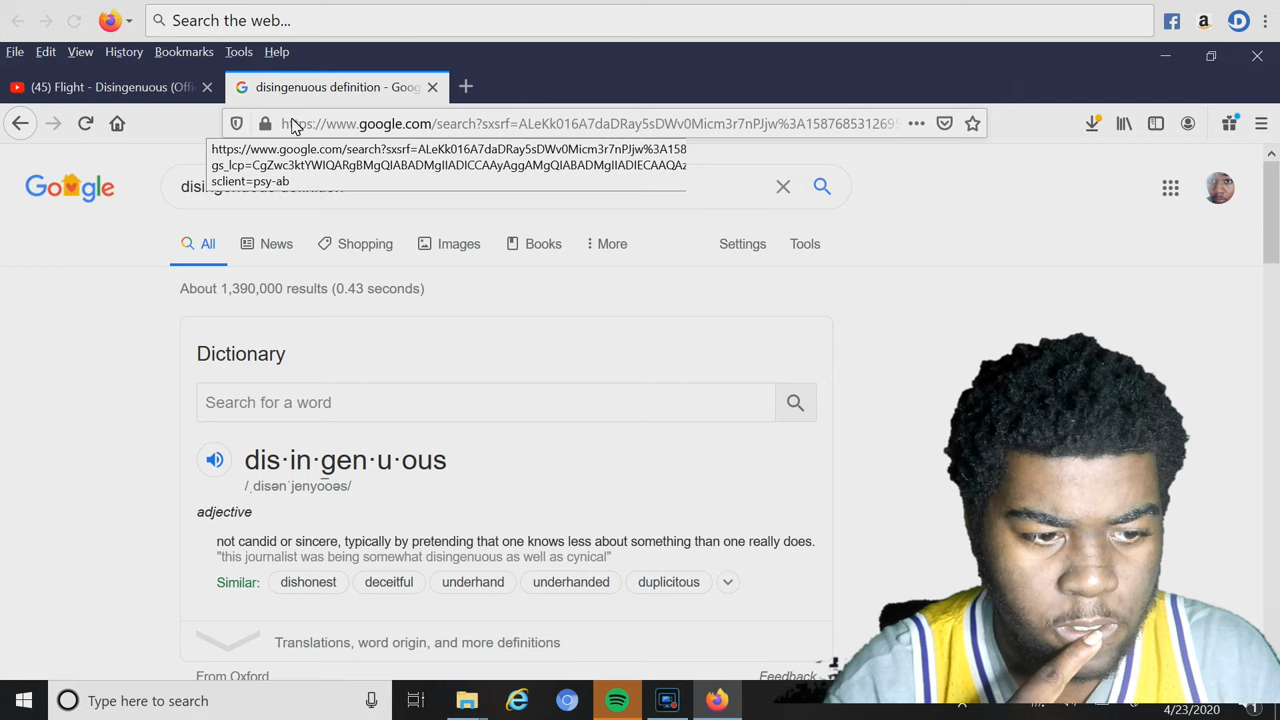 Search the web...
File Edit View History Bookmarks Tools Help
(45) Flight - Disingenuous (Offi
disingenuous definition - Goog
https://www.google.com/search?sxsrf=ALeKk016A7daDRay5sDWv0Micm3r7nPJjw%3A1587685312695
https://www.google.com/search?sxsrf=ALeKk016A7daDRay5sDWv0Micm3r7nPJjw%3A158
gs_lcp=CgZwc3ktYWIQARgBMgQIABADMgIIADICCAAyAggAMgQIABADMgIIADIECAAQAz
sclient=psy-ab
Google
All News Shopping Images Books More Settings Tools
About 1,390,000 results (0.43 seconds)
Dictionary
Search for a word
dis·in·gen·u·ous
/ˌdisənˈjenyo͞oəs/
adjective
not candid or sincere, typically by pretending that one knows less about something than one really does.
"this journalist was being somewhat disingenuous as well as cynical"
Similar: dishonest deceitful underhand underhanded duplicitous
Translations, word origin, and more definitions
From Oxford Feedback
Type here to search
4/23/2020